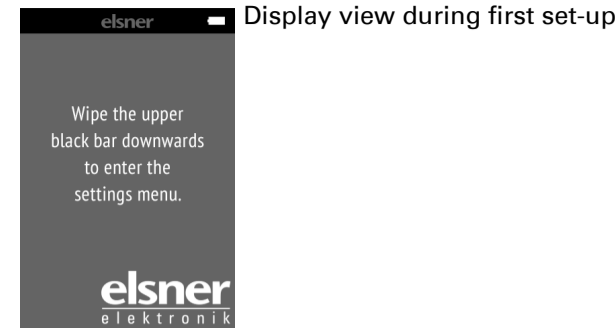 elsner
Display view during first set-up
Wipe the upper
black bar downwards
to enter the
settings menu.
elsner
elektronik